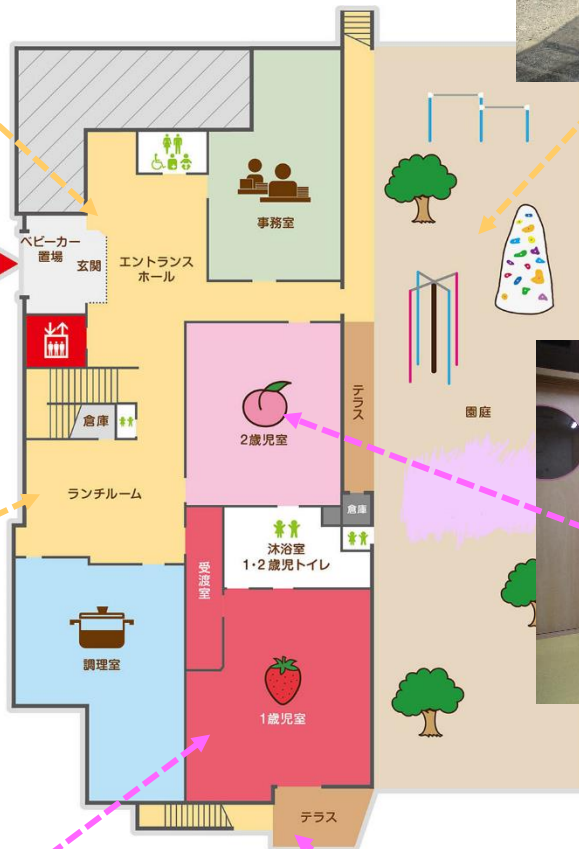 事務室
ベビーカー
置場
玄関
エントランス
ホール
テラス
2歳児室
園庭
倉庫
ランチルーム
倉庫
沐浴室
1・2歳児トイレ
受渡室
調理室
1歳児室
テラス